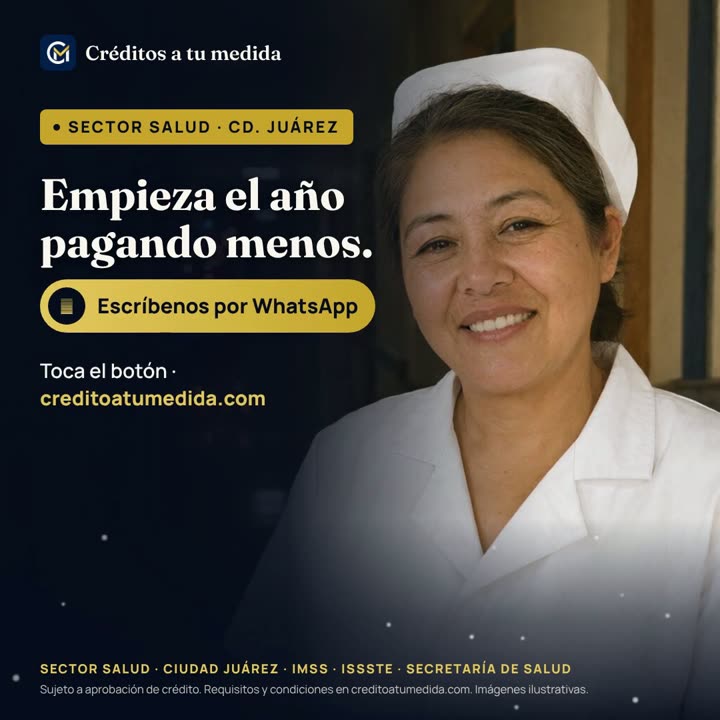 Créditos a tu medida
• SECTOR SALUD · CD. JUÁREZ
Empieza el año
pagando menos.
Escríbenos por WhatsApp
Toca el botón ·
creditoatumedida.com
SECTOR SALUD · CIUDAD JUÁREZ · IMSS · ISSSTE · SECRETARÍA DE SALUD
Sujeto a aprobación de crédito. Requisitos y condiciones en creditoatumedida.com. Imágenes ilustrativas.